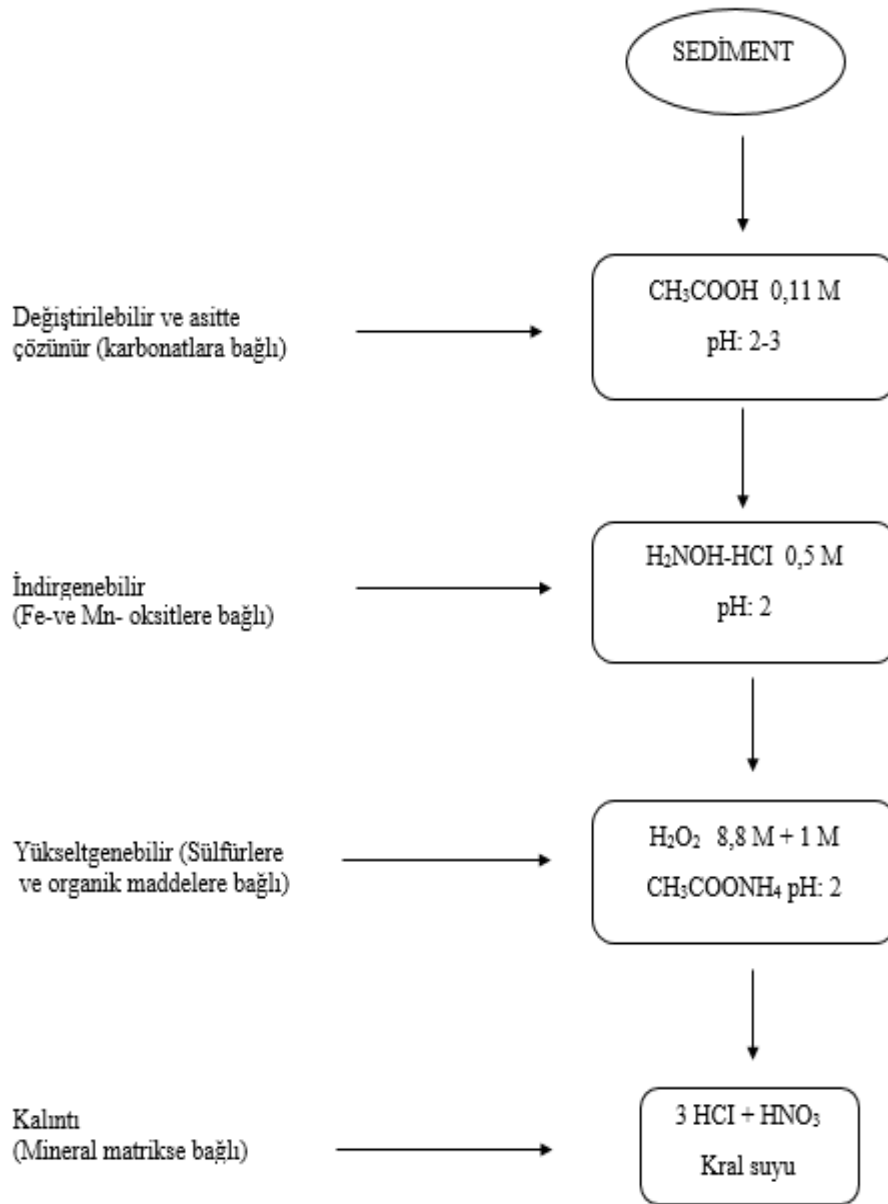 SEDİMENT
CH₃COOH 0,11 M
pH: 2-3
Değiştirilebilir ve asitte
çözünür (karbonatlara bağlı)
H₂NOH-HCI 0,5 M
pH: 2
İndirgenebilir
(Fe-ve Mn- oksitlere bağlı)
H₂O₂ 8,8 M + 1 M
CH₃COONH₄ pH: 2
Yükseltgenebilir (Sülfürlere
ve organik maddelere bağlı)
3 HCI + HNO₃
Kral suyu
Kalıntı
(Mineral matrikse bağlı)